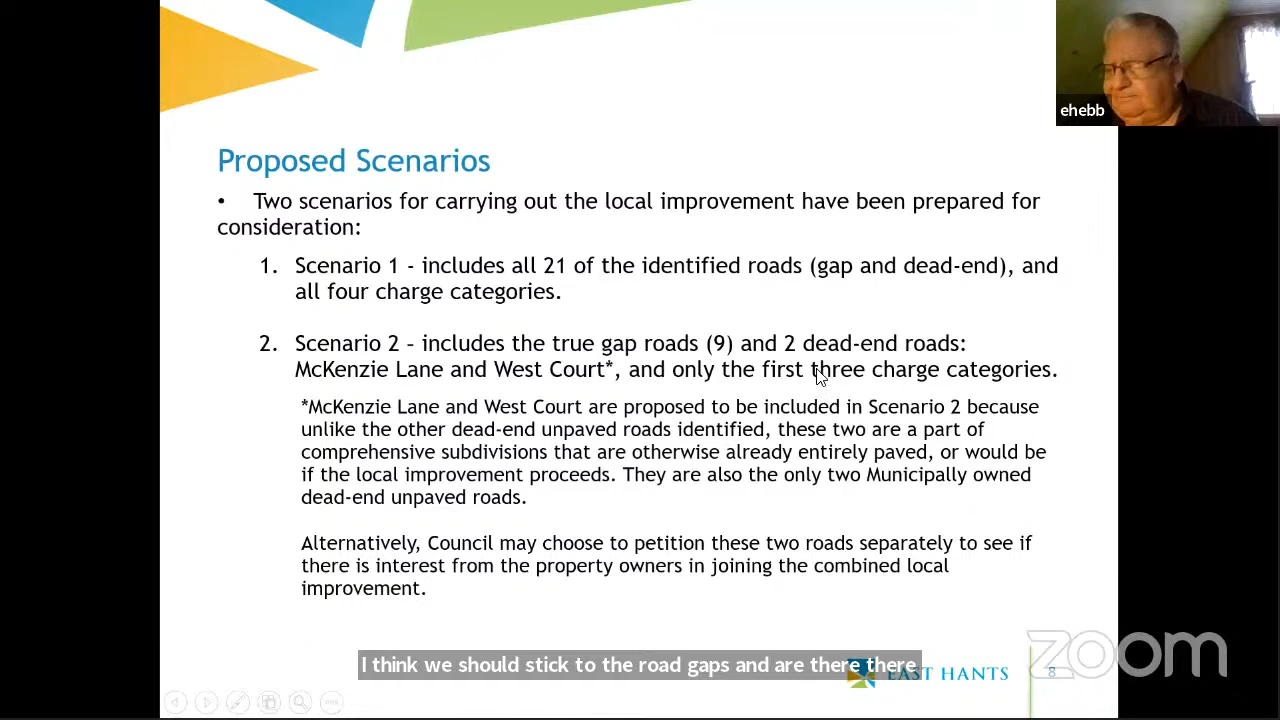 ehebb
Proposed Scenarios
• Two scenarios for carrying out the local improvement have been prepared for
consideration:
1. Scenario 1 - includes all 21 of the identified roads (gap and dead-end), and
all four charge categories.
2. Scenario 2 – includes the true gap roads (9) and 2 dead-end roads:
McKenzie Lane and West Court*, and only the first three charge categories.
*McKenzie Lane and West Court are proposed to be included in Scenario 2 because
unlike the other dead-end unpaved roads identified, these two are a part of
comprehensive subdivisions that are otherwise already entirely paved, or would be
if the local improvement proceeds. They are also the only two Municipally owned
dead-end unpaved roads.
Alternatively, Council may choose to petition these two roads separately to see if
there is interest from the property owners in joining the combined local
improvement.
I think we should stick to the road gaps and are there there
EAST HANTS
8
zoom